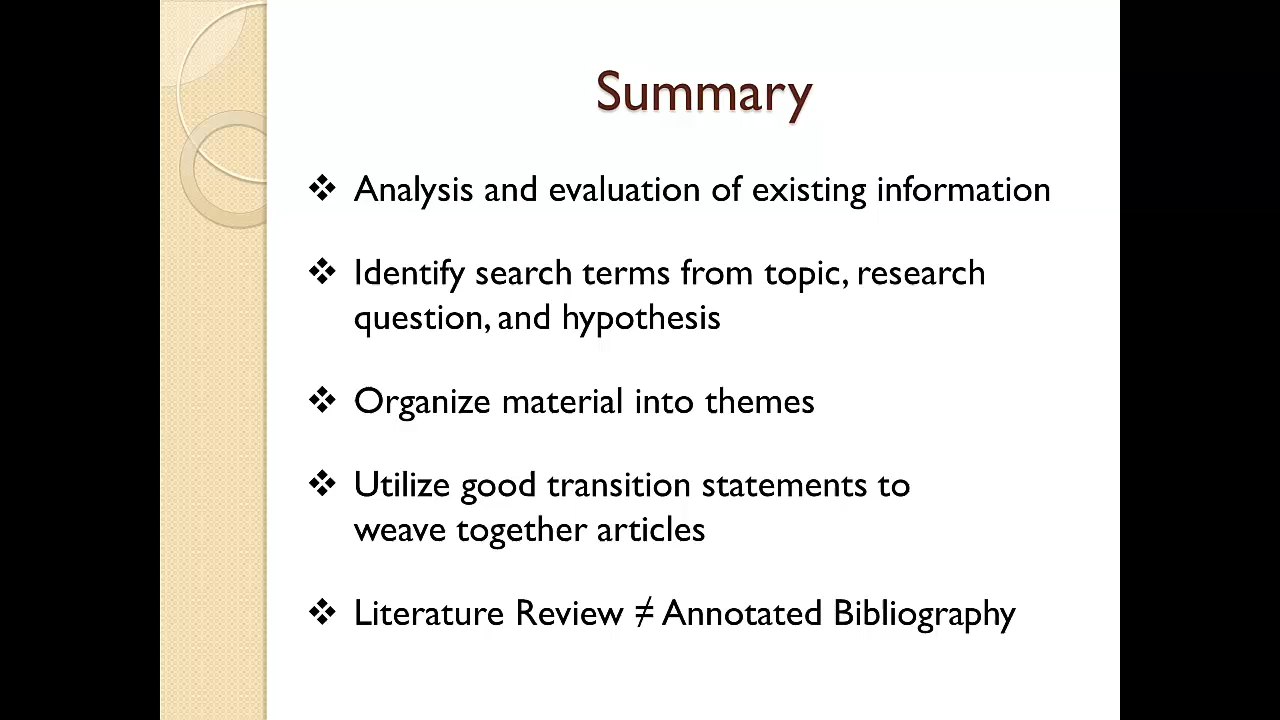 Summary
❖ Analysis and evaluation of existing information
❖ Identify search terms from topic, research
question, and hypothesis
❖ Organize material into themes
❖ Utilize good transition statements to
weave together articles
❖ Literature Review ≠ Annotated Bibliography